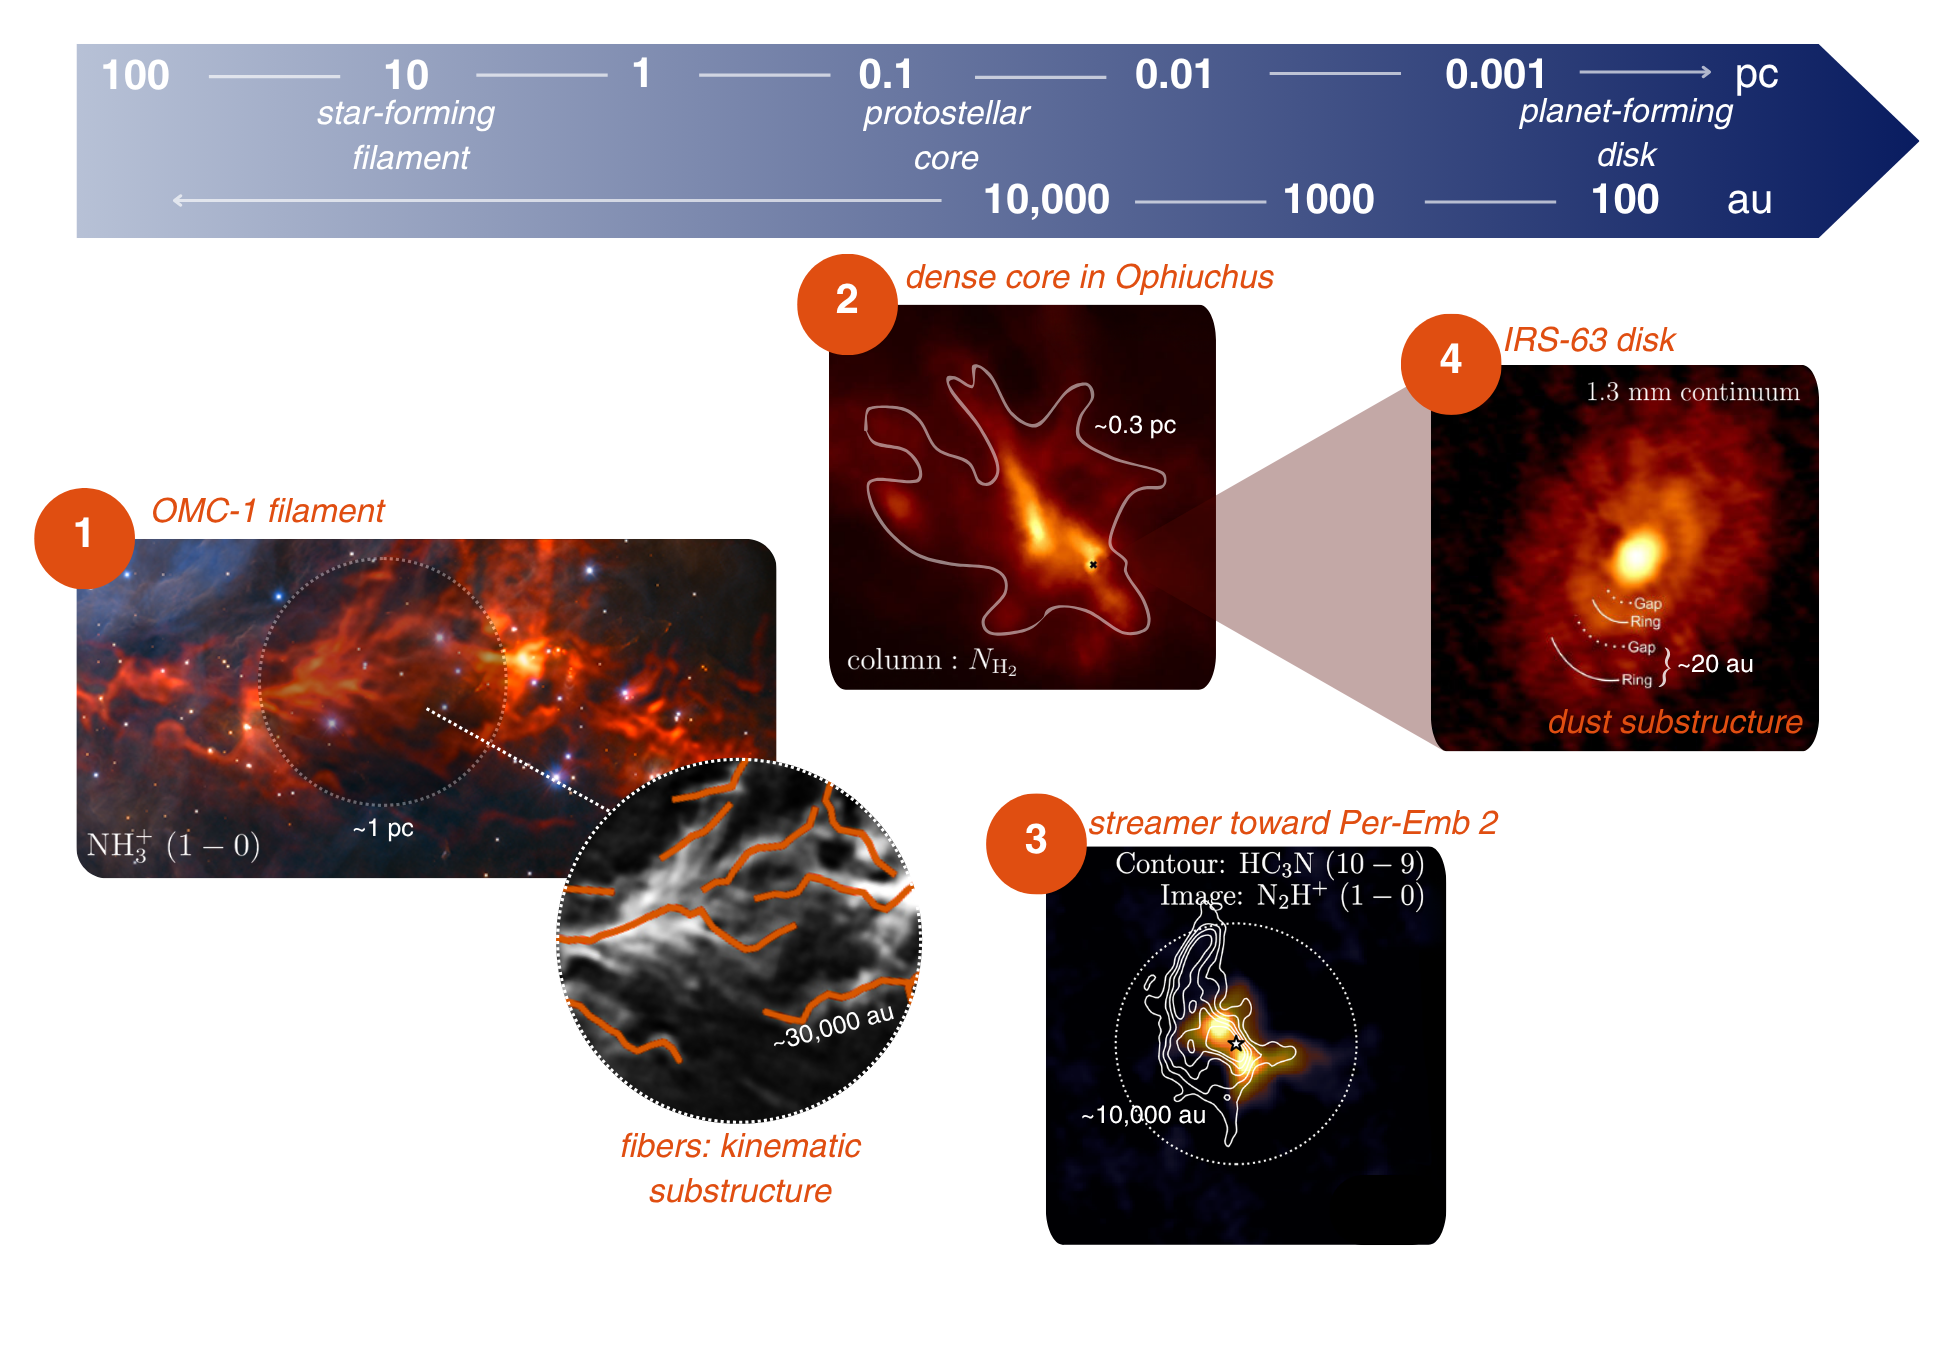 100 10 1 0.1 0.01 0.001 pc
star-forming
filament
protostellar
core
planet-forming
disk
10,000 1000 100 au
2
dense core in Ophiuchus
~0.3 pc
column : N_H₂
4
IRS-63 disk
1.3 mm continuum
Gap
Ring
Gap
Ring
~20 au
dust substructure
1
OMC-1 filament
~1 pc
NH₃⁺ (1 − 0)
~30,000 au
fibers: kinematic
substructure
3
streamer toward Per-Emb 2
Contour: HC₃N (10 − 9)
Image: N₂H⁺ (1 − 0)
~10,000 au